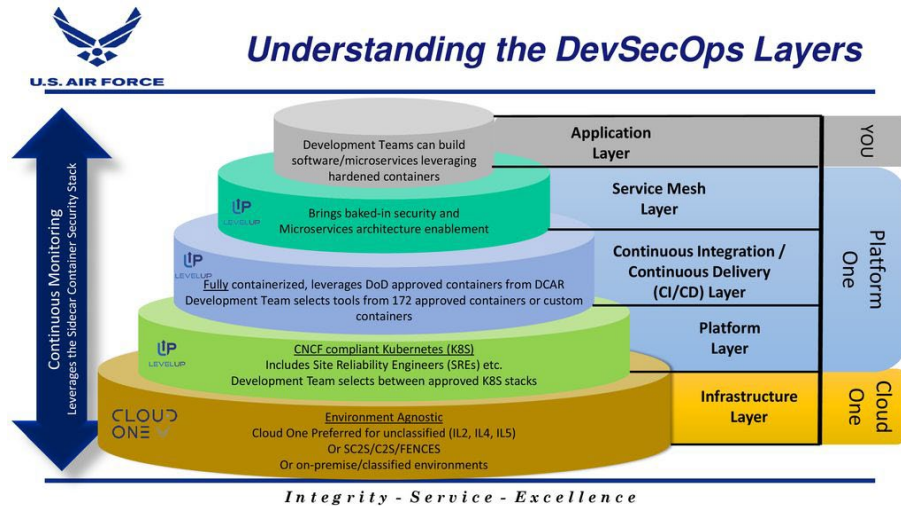 U.S. AIR FORCE
Understanding the DevSecOps Layers
Continuous Monitoring
Leverages the Sidecar Container Security Stack
Development Teams can build
software/microservices leveraging
hardened containers
Application
Layer
YOU
UP
LEVELUP
Brings baked-in security and
Microservices architecture enablement
Service Mesh
Layer
UP
LEVELUP
Fully containerized, leverages DoD approved containers from DCAR
Development Team selects tools from 172 approved containers or custom
containers
Continuous Integration /
Continuous Delivery
(CI/CD) Layer
Platform
One
UP
LEVELUP
CNCF compliant Kubernetes (K8S)
Includes Site Reliability Engineers (SREs) etc.
Development Team selects between approved K8S stacks
Platform
Layer
CLOUD
ONE
Environment Agnostic
Cloud One Preferred for unclassified (IL2, IL4, IL5)
Or SC2S/C2S/FENCES
Or on-premise/classified environments
Infrastructure
Layer
Cloud
One
Integrity - Service - Excellence